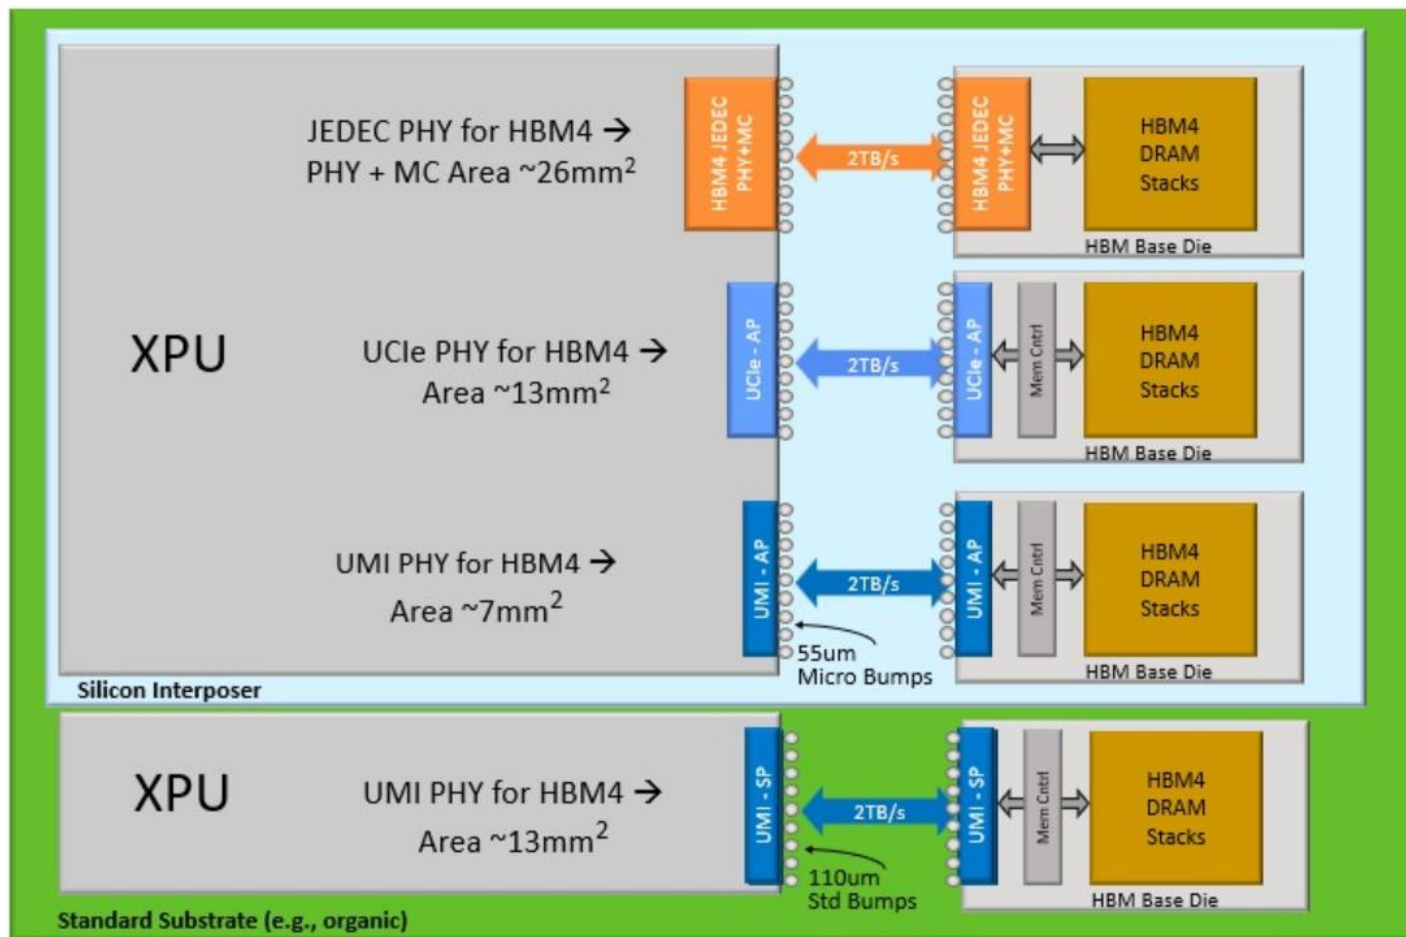 JEDEC PHY for HBM4 →
PHY + MC Area ~26mm²
HBM4 JEDEC
PHY+MC
2TB/s
HBM4 JEDEC
PHY+MC
HBM4
DRAM
Stacks
HBM Base Die
XPU
UCIe PHY for HBM4 →
Area ~13mm²
UCIe - AP
2TB/s
UCIe - AP
Mem Cntrl
HBM4
DRAM
Stacks
HBM Base Die
UMI PHY for HBM4 →
Area ~7mm²
UMI - AP
2TB/s
UMI - AP
Mem Cntrl
HBM4
DRAM
Stacks
HBM Base Die
55um
Micro Bumps
Silicon Interposer
XPU
UMI PHY for HBM4 →
Area ~13mm²
UMI - SP
2TB/s
UMI - SP
Mem Cntrl
HBM4
DRAM
Stacks
HBM Base Die
110um
Std Bumps
Standard Substrate (e.g., organic)